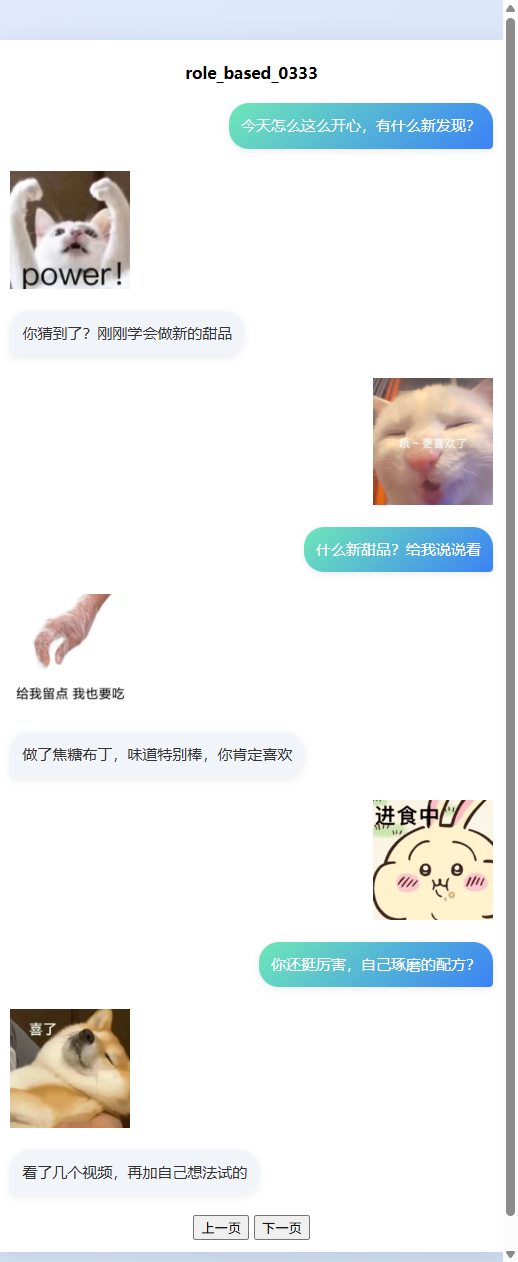 role_based_0333
今天怎么这么开心，有什么新发现？
power!
你猜到了？刚刚学会做新的甜品
哦~更喜欢了
什么新甜品？给我说说看
给我留点 我也要吃
做了焦糖布丁，味道特别棒，你肯定喜欢
进食中
你还挺厉害，自己琢磨的配方？
喜了
看了几个视频，再加自己想法试的
上一页 下一页